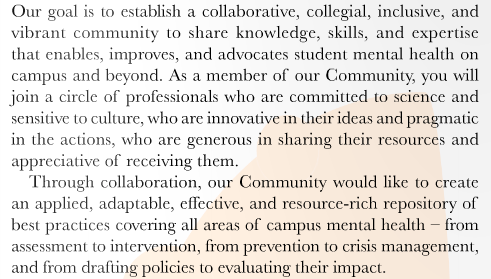 Our goal is to establish a collaborative, collegial, inclusive, and
vibrant community to share knowledge, skills, and expertise
that enables, improves, and advocates student mental health on
campus and beyond. As a member of our Community, you will
join a circle of professionals who are committed to science and
sensitive to culture, who are innovative in their ideas and pragmatic
in the actions, who are generous in sharing their resources and
appreciative of receiving them.
Through collaboration, our Community would like to create
an applied, adaptable, effective, and resource-rich repository of
best practices covering all areas of campus mental health – from
assessment to intervention, from prevention to crisis management,
and from drafting policies to evaluating their impact.